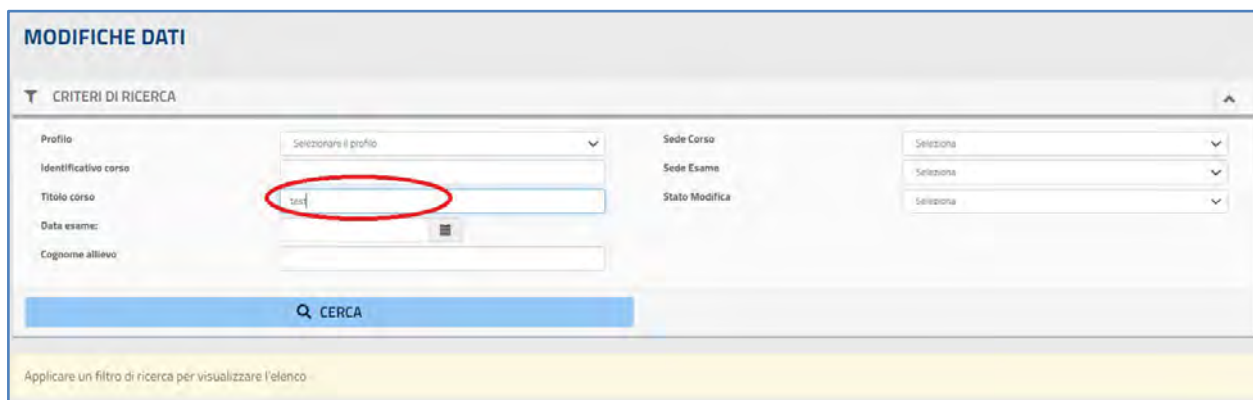 MODIFICHE DATI
CRITERI DI RICERCA
Profilo
Selezionare il profilo
Identificativo corso
Titolo corso
test
Data esame:
Cognome allievo
Sede Corso
Seleziona
Sede Esame
Seleziona
Stato Modifica
Seleziona
CERCA
Applicare un filtro di ricerca per visualizzare l'elenco